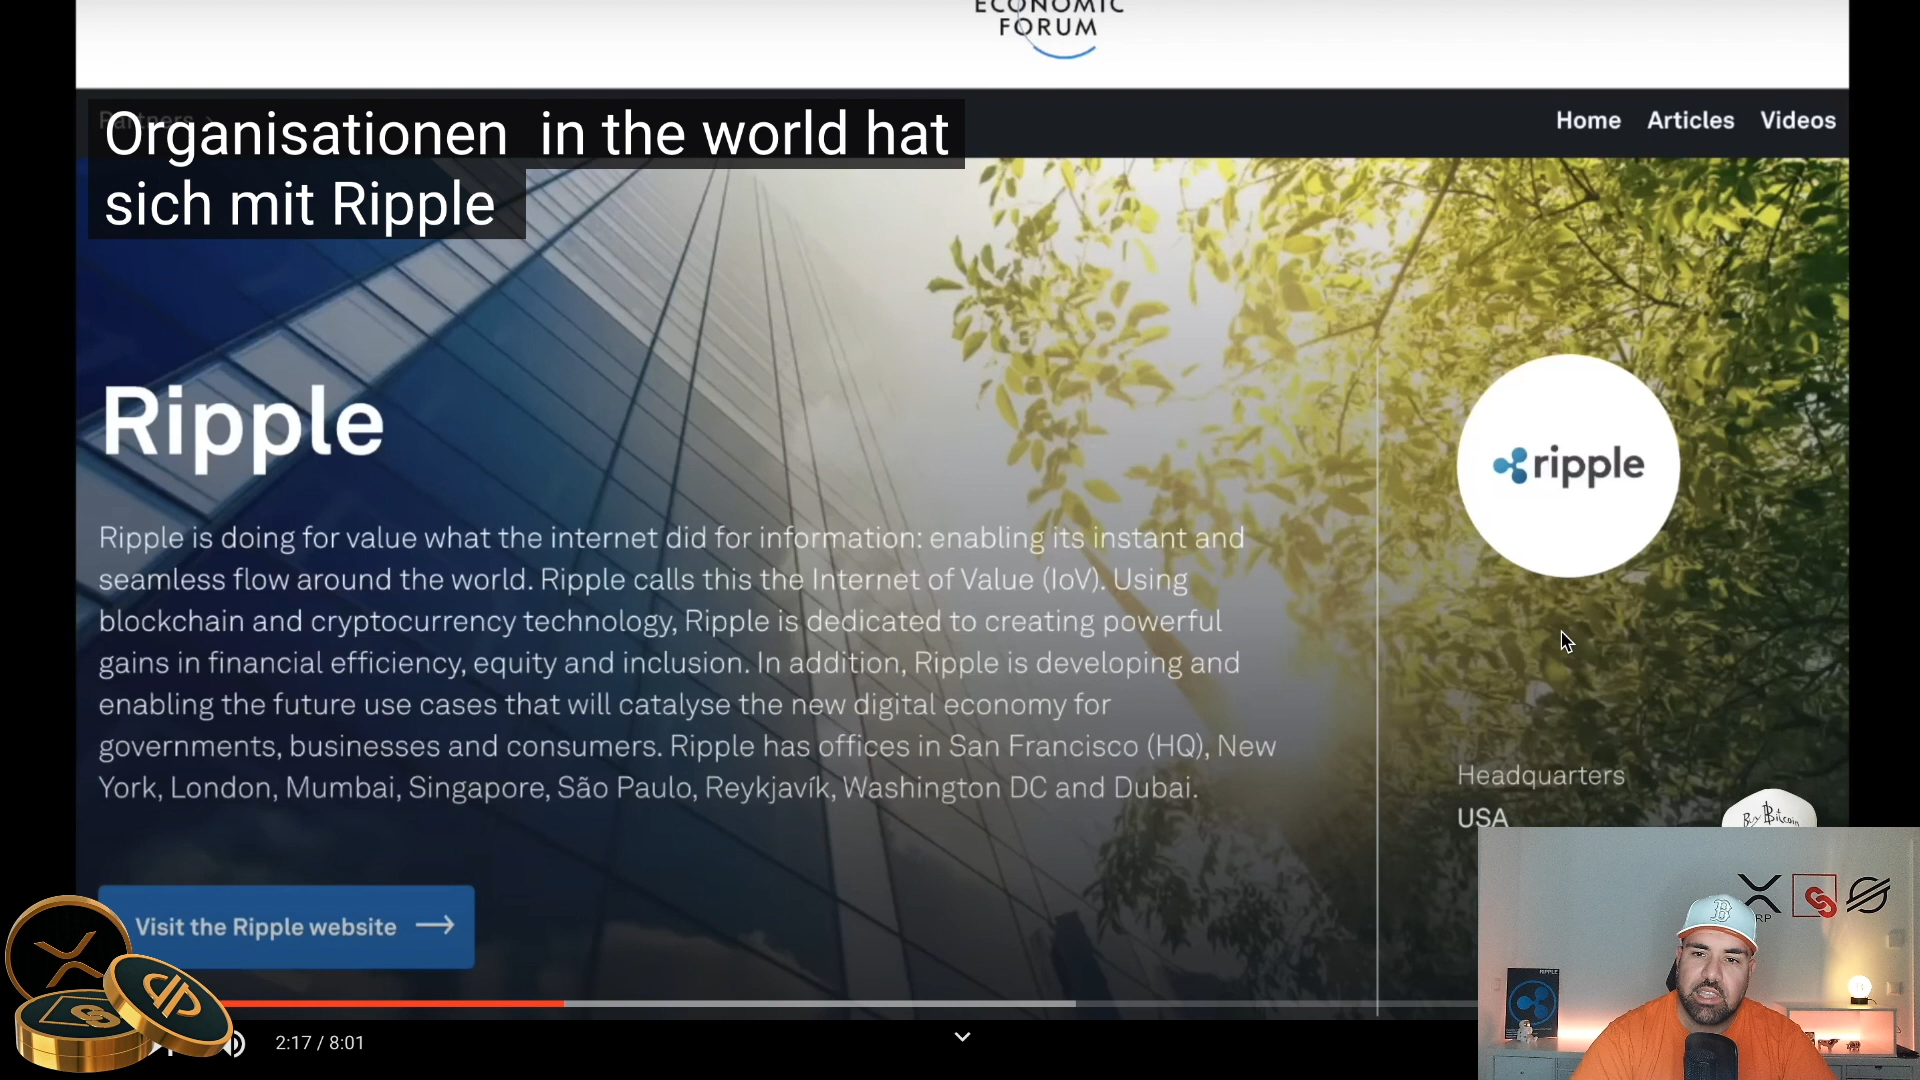 ECONOMIC
FORUM
Home Articles Videos
Organisationen in the world hat
sich mit Ripple
Ripple
ripple
Ripple is doing for value what the internet did for information: enabling its instant and
seamless flow around the world. Ripple calls this the Internet of Value (IoV). Using
blockchain and cryptocurrency technology, Ripple is dedicated to creating powerful
gains in financial efficiency, equity and inclusion. In addition, Ripple is developing and
enabling the future use cases that will catalyse the new digital economy for
governments, businesses and consumers. Ripple has offices in San Francisco (HQ), New
York, London, Mumbai, Singapore, São Paulo, Reykjavík, Washington DC and Dubai.
Headquarters
USA
Buy Bitcoin
Visit the Ripple website
RP
B
RIPPLE
2:17 / 8:01